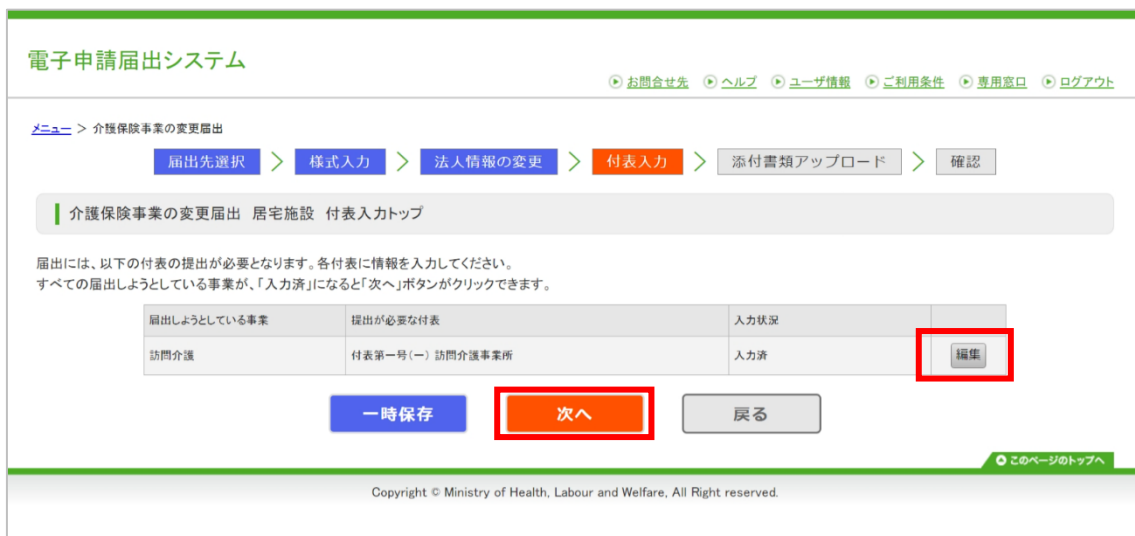 電子申請届出システム
お問合せ先 ヘルプ ユーザ情報 ご利用条件 専用窓口 ログアウト
メニュー > 介護保険事業の変更届出
届出先選択 > 様式入力 > 法人情報の変更 > 付表入力 > 添付書類アップロード > 確認
介護保険事業の変更届出 居宅施設 付表入力トップ
届出には、以下の付表の提出が必要となります。各付表に情報を入力してください。
すべての届出しようとしている事業が、「入力済」になると「次へ」ボタンがクリックできます。
届出しようとしている事業 提出が必要な付表 入力状況
訪問介護 付表第一号(一) 訪問介護事業所 入力済 編集
一時保存 次へ 戻る
このページのトップへ
Copyright © Ministry of Health, Labour and Welfare, All Right reserved.